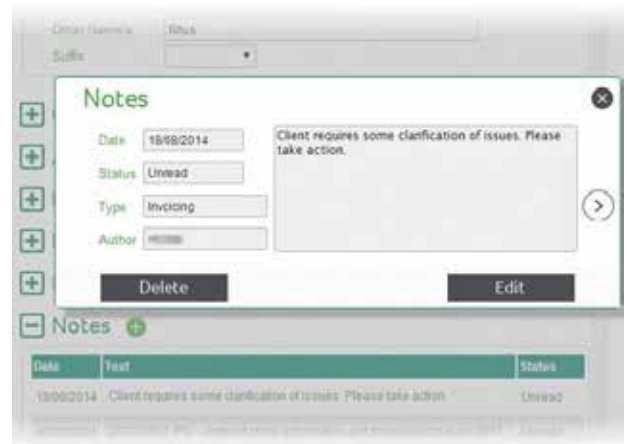 Other Name/s
Suffix
Notes
Date 18/08/2014
Client requires some clarification of issues. Please
take action.
Status Unread
Type Invoicing
Author
Delete Edit
Notes
Date Text Status
18/08/2014 Client requires some clarification of issues. Please take action. Unread